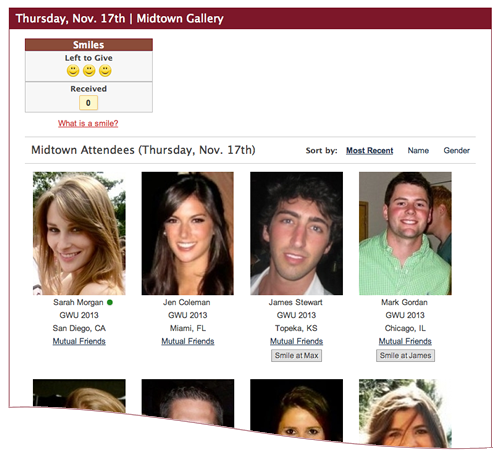 Thursday, Nov. 17th | Midtown Gallery
Smiles
Left to Give
Received
0
What is a smile?
Midtown Attendees (Thursday, Nov. 17th)
Sort by: Most Recent Name Gender
Sarah Morgan
GWU 2013
San Diego, CA
Mutual Friends
Jen Coleman
GWU 2013
Miami, FL
Mutual Friends
James Stewart
GWU 2013
Topeka, KS
Mutual Friends
Smile at Max
Mark Gordan
GWU 2013
Chicago, IL
Mutual Friends
Smile at James